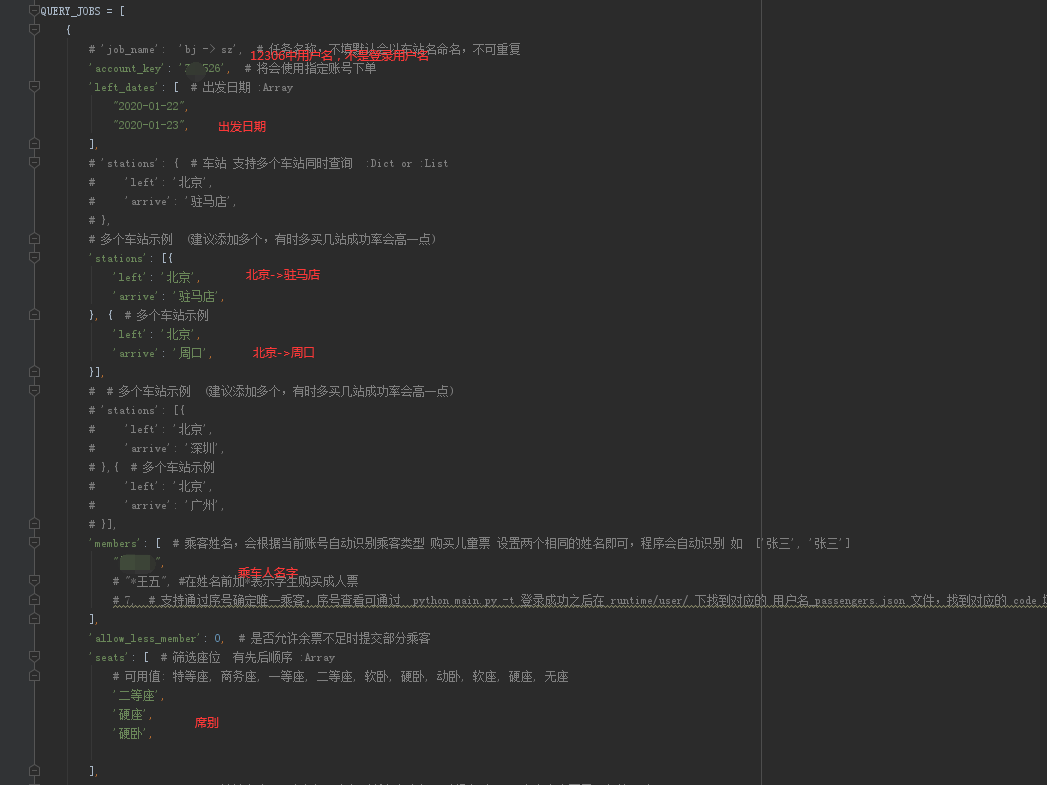 QUERY_JOBS = [
{
# 'job_name': 'bj -> sz', # 任务名称，不填默认会以车站名命名，不可重复
12306中用户名，不是登录用户名
'account_key': '7 526', # 将会使用指定账号下单
'left_dates': [ # 出发日期 :Array
"2020-01-22",
"2020-01-23", 出发日期
],
# 'stations': { # 车站 支持多个车站同时查询 :Dict or :List
# 'left': '北京',
# 'arrive': '驻马店',
# },
# 多个车站示例 (建议添加多个，有时多买几站成功率会高一点)
'stations': [{
'left': '北京', 北京->驻马店
'arrive': '驻马店',
}, { # 多个车站示例
'left': '北京',
'arrive': '周口', 北京->周口
}],
# # 多个车站示例 (建议添加多个，有时多买几站成功率会高一点)
# 'stations': [{
# 'left': '北京',
# 'arrive': '深圳',
# },{ # 多个车站示例
# 'left': '北京',
# 'arrive': '广州',
# }],
'members': [ # 乘客姓名，会根据当前账号自动识别乘客类型 购买儿童票 设置两个相同的姓名即可，程序会自动识别 如 ['张三', '张三']
" ",
乘车人名字
# "*王五", #在姓名前加*表示学生购买成人票
# 7, # 支持通过序号确定唯一乘客，序号查看可通过 python main.py -t 登录成功之后在 runtime/user/ 下找到对应的 用户名_passengers.json 文件，找到对应的 code
],
'allow_less_member': 0, # 是否允许余票不足时提交部分乘客
'seats': [ # 筛选座位 有先后顺序 :Array
# 可用值: 特等座, 商务座, 一等座, 二等座, 软卧, 硬卧, 动卧, 软座, 硬座, 无座
'二等座',
'硬座', 席别
'硬卧',
],